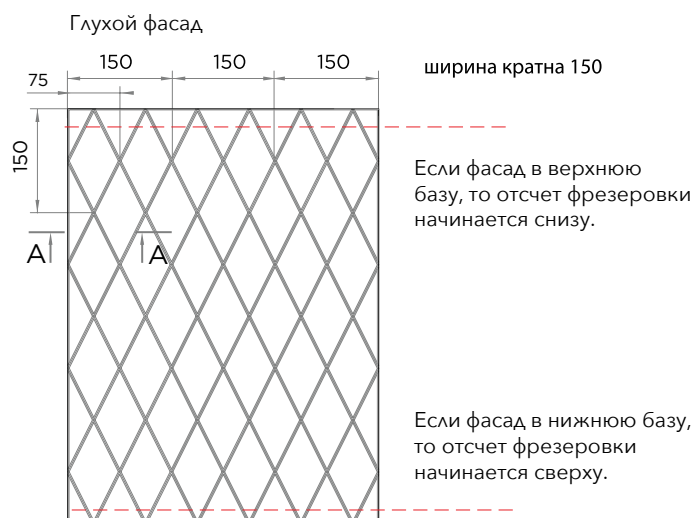 Глухой фасад
150 150 150
ширина кратна 150
75
150
Если фасад в верхнюю
базу, то отсчет фрезеровки
начинается снизу.
А А
Если фасад в нижнюю базу,
то отсчет фрезеровки
начинается сверху.